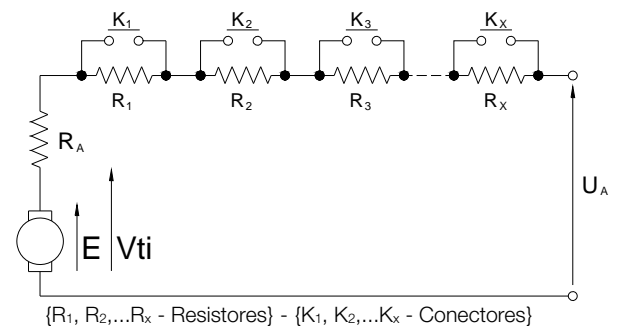 K1 K2 K3 KX
R1 R2 R3 RX
RA
UA
E Vti
{R1, R2,...Rx - Resistores} - {K1, K2,...Kx - Conectores}